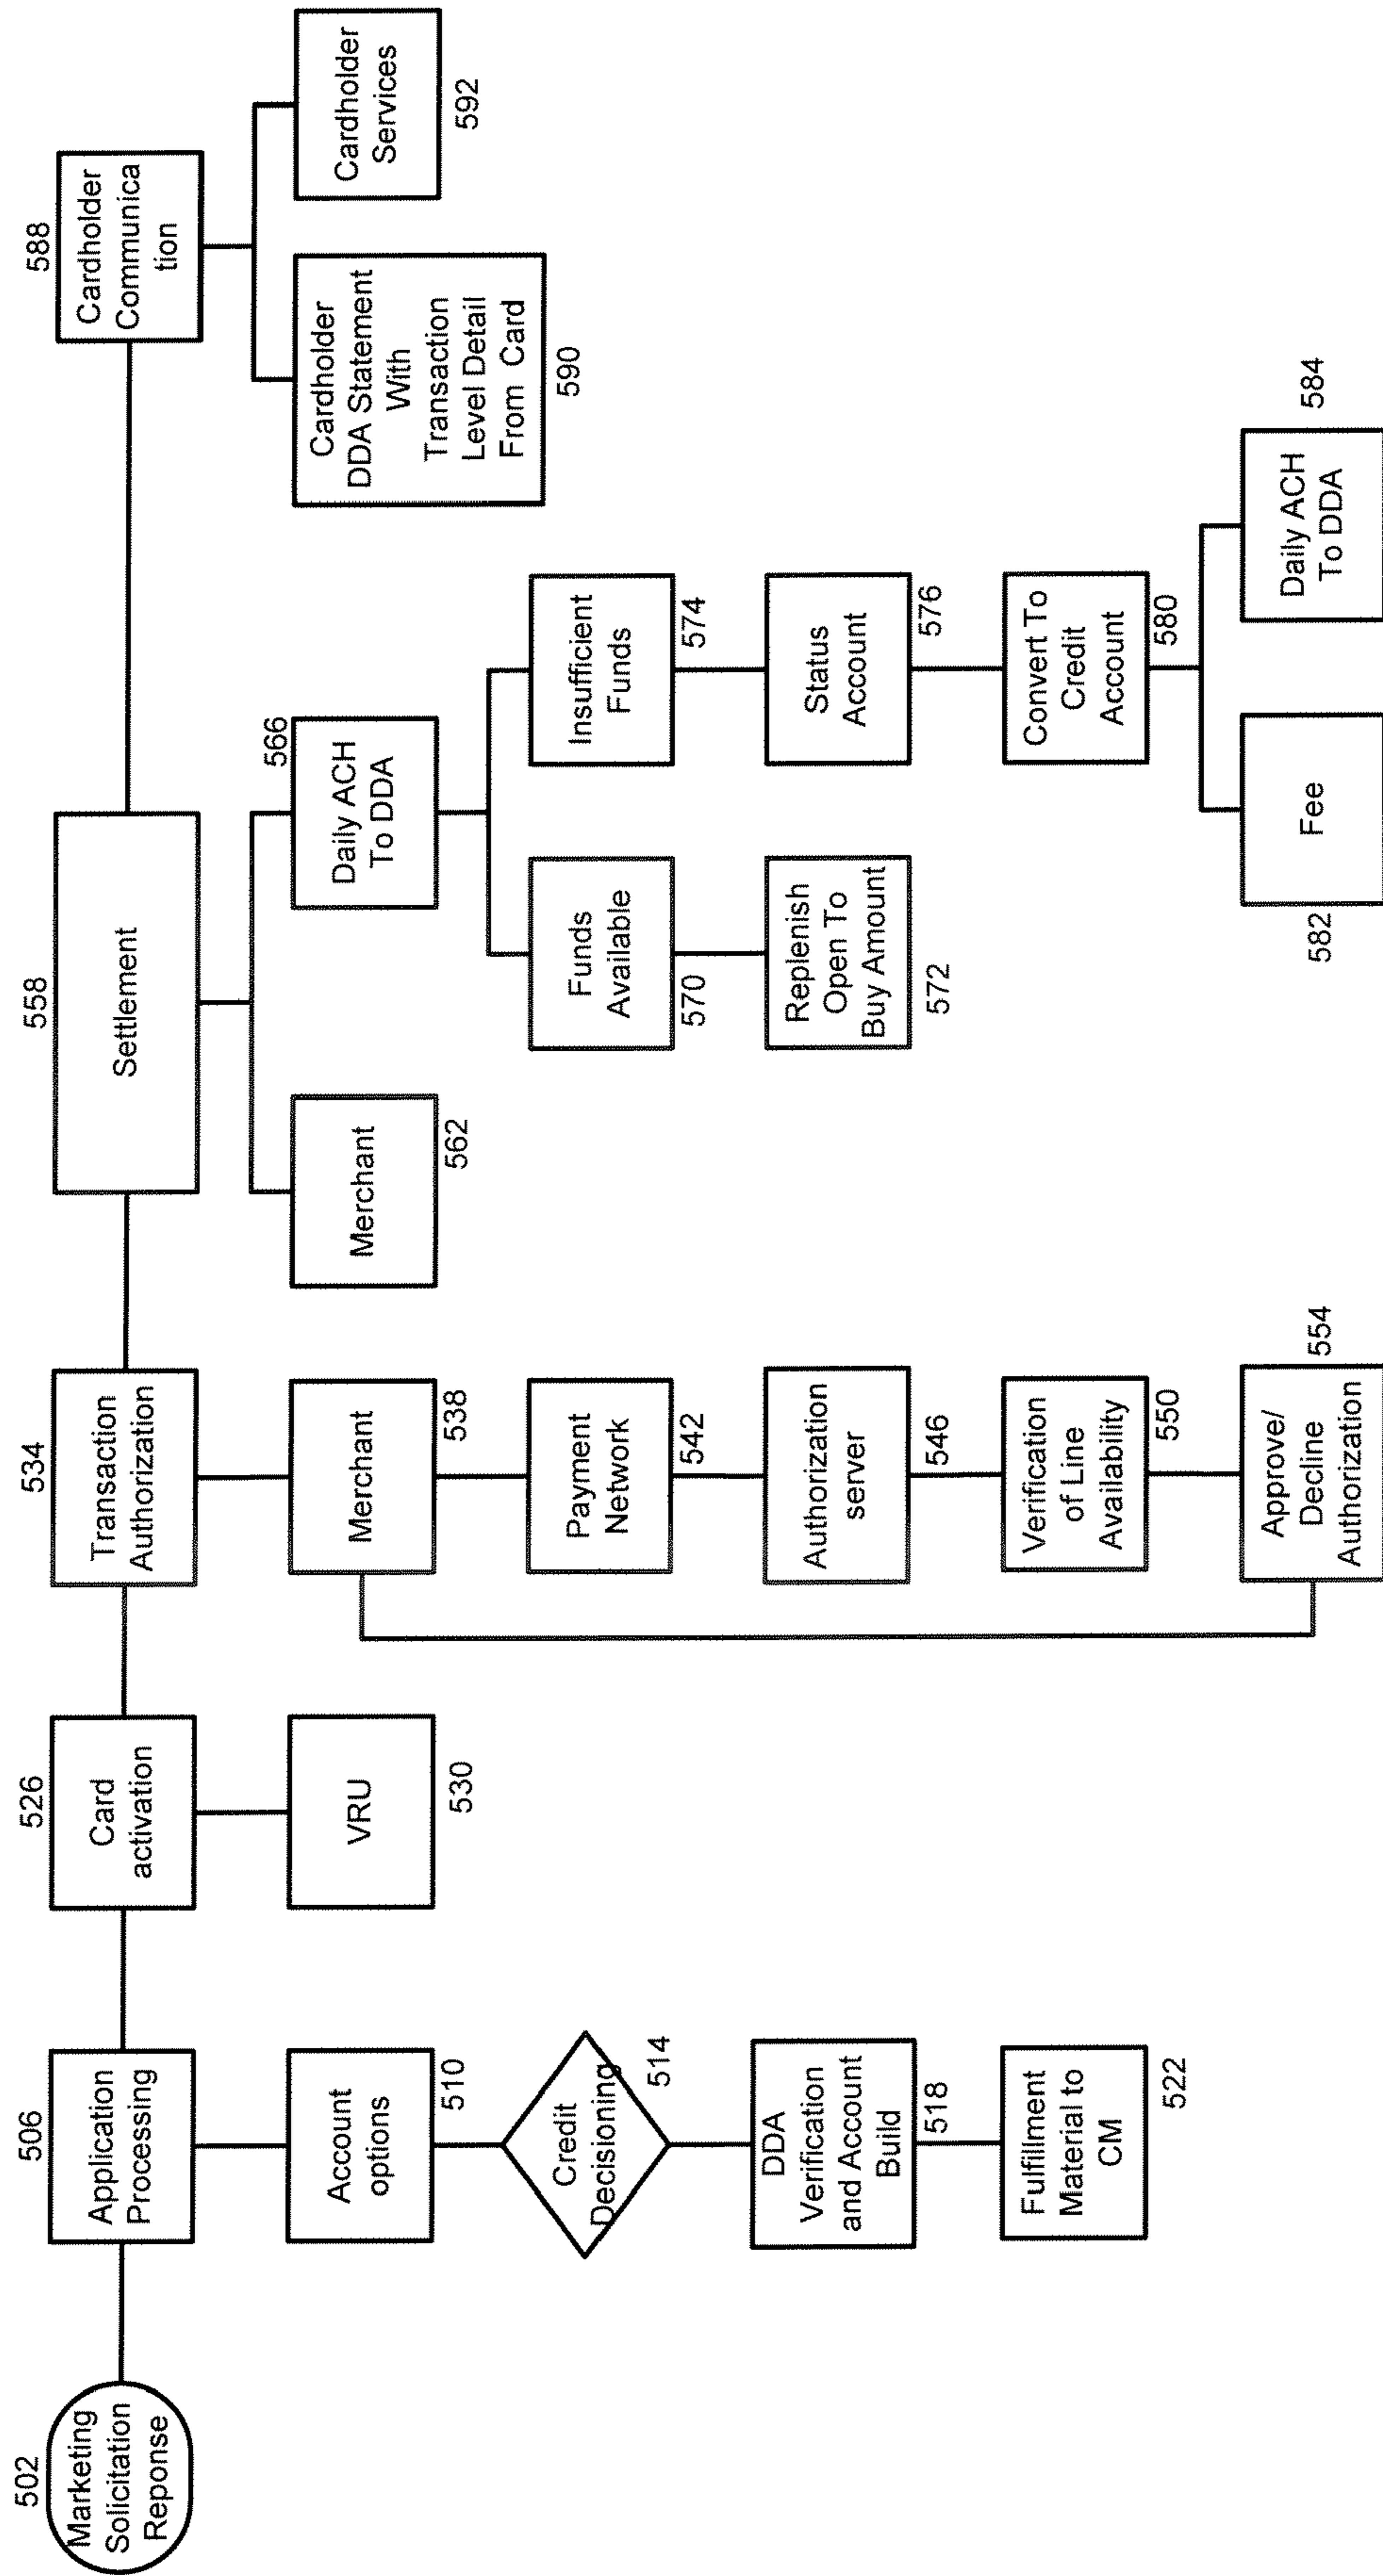 502
Marketing
Solicitation
Reponse
506
Application
Processing
Account
options
510
Credit
Decisioning
514
DDA
Verification
and Account
Build
518
Fulfillment
Material to
CM
522
526
Card
activation
VRU
530
534
Transaction
Authorization
Merchant
538
Payment
Network
542
Authorization
server
546
Verification
of Line
Availability
550
Approve/
Decline
Authorization
554
558
Settlement
Merchant
562
566
Daily ACH
To DDA
Funds
Available
570
Replenish
Open To
Buy Amount
572
Insufficient
Funds
574
Status
Account
576
Convert To
Credit
Account
580
Fee
582
Daily ACH
To DDA
584
588
Cardholder
Communica
tion
Cardholder
DDA Statement
With
Transaction
Level Detail
From Card
590
Cardholder
Services
592